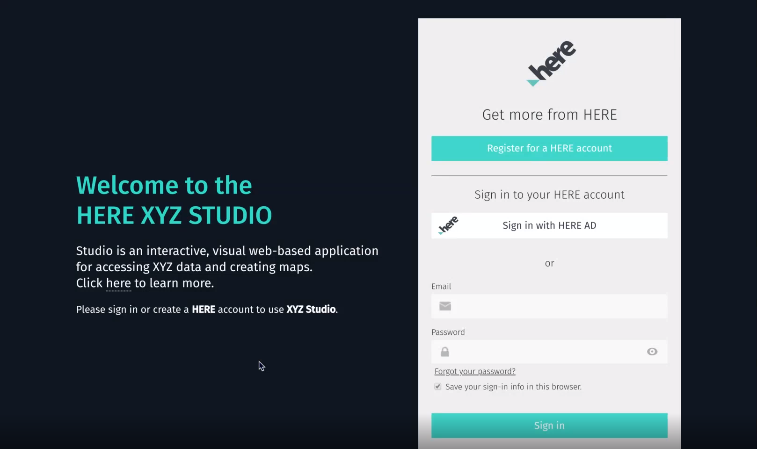 Welcome to the
HERE XYZ STUDIO
Studio is an interactive, visual web-based application
for accessing XYZ data and creating maps.
Click here to learn more.
Please sign in or create a HERE account to use XYZ Studio.
here
Get more from HERE
Register for a HERE account
Sign in to your HERE account
here
Sign in with HERE AD
or
Email
Password
Forgot your password?
Save your sign-in info in this browser.
Sign in